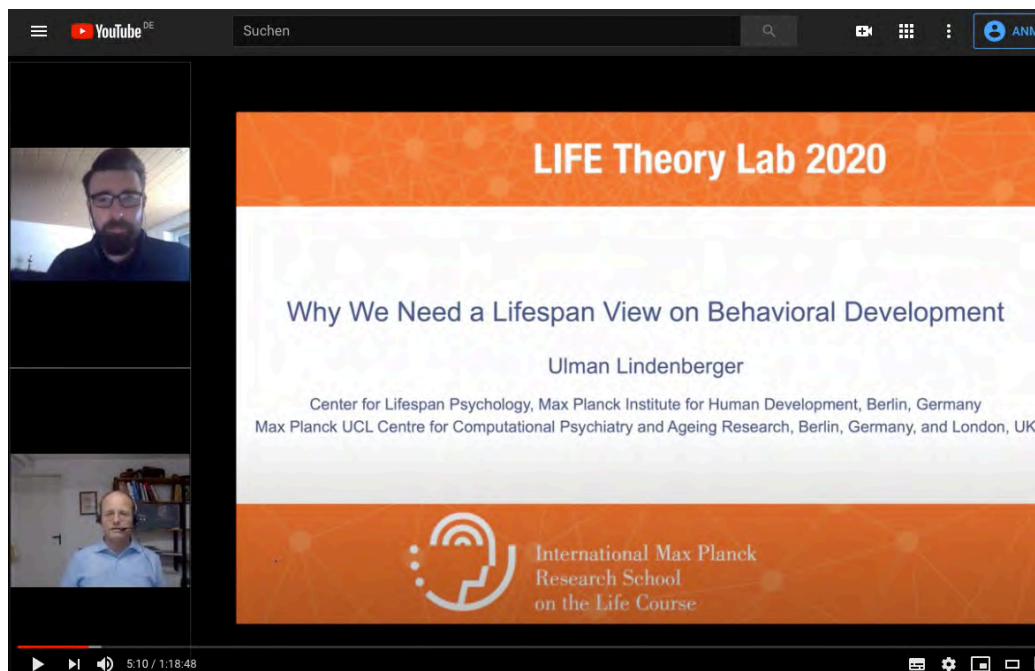 YouTube DE
Suchen
ANM
LIFE Theory Lab 2020
Why We Need a Lifespan View on Behavioral Development
Ulman Lindenberger
Center for Lifespan Psychology, Max Planck Institute for Human Development, Berlin, Germany
Max Planck UCL Centre for Computational Psychiatry and Ageing Research, Berlin, Germany, and London, UK
International Max Planck
Research School
on the Life Course
5:10 / 1:18:48